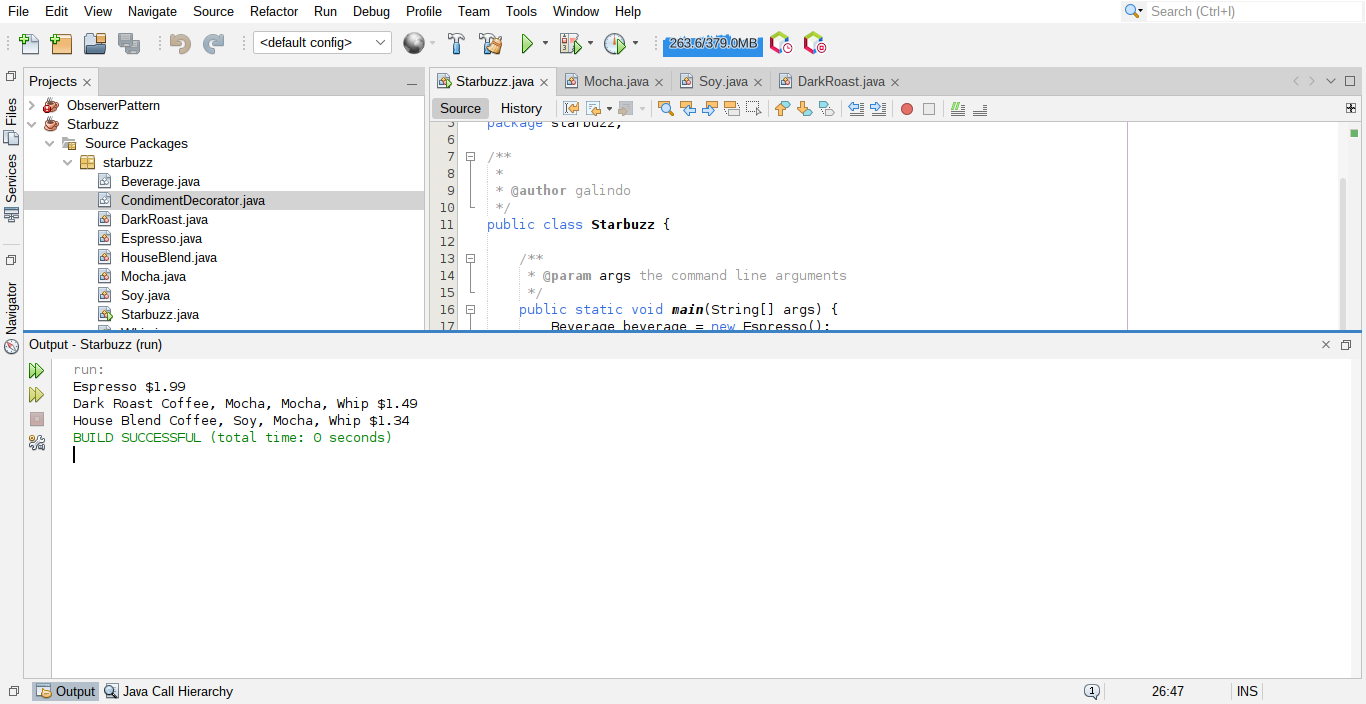 File Edit View Navigate Source Refactor Run Debug Profile Team Tools Window Help
Search (Ctrl+I)
<default config>
263.6/379.0MB
Projects
Files
Services
Navigator
ObserverPattern
Starbuzz
Source Packages
starbuzz
Beverage.java
CondimentDecorator.java
DarkRoast.java
Espresso.java
HouseBlend.java
Mocha.java
Soy.java
Starbuzz.java
Starbuzz.java Mocha.java Soy.java DarkRoast.java
Source History
5 package starbuzz;
6
7 /**
8 *
9 * @author galindo
10 */
11 public class Starbuzz {
12
13 /**
14 * @param args the command line arguments
15 */
16 public static void main(String[] args) {
17 Beverage beverage = new Espresso();
Output - Starbuzz (run)
run:
Espresso $1.99
Dark Roast Coffee, Mocha, Mocha, Whip $1.49
House Blend Coffee, Soy, Mocha, Whip $1.34
BUILD SUCCESSFUL (total time: 0 seconds)
Output Java Call Hierarchy
1 26:47 INS